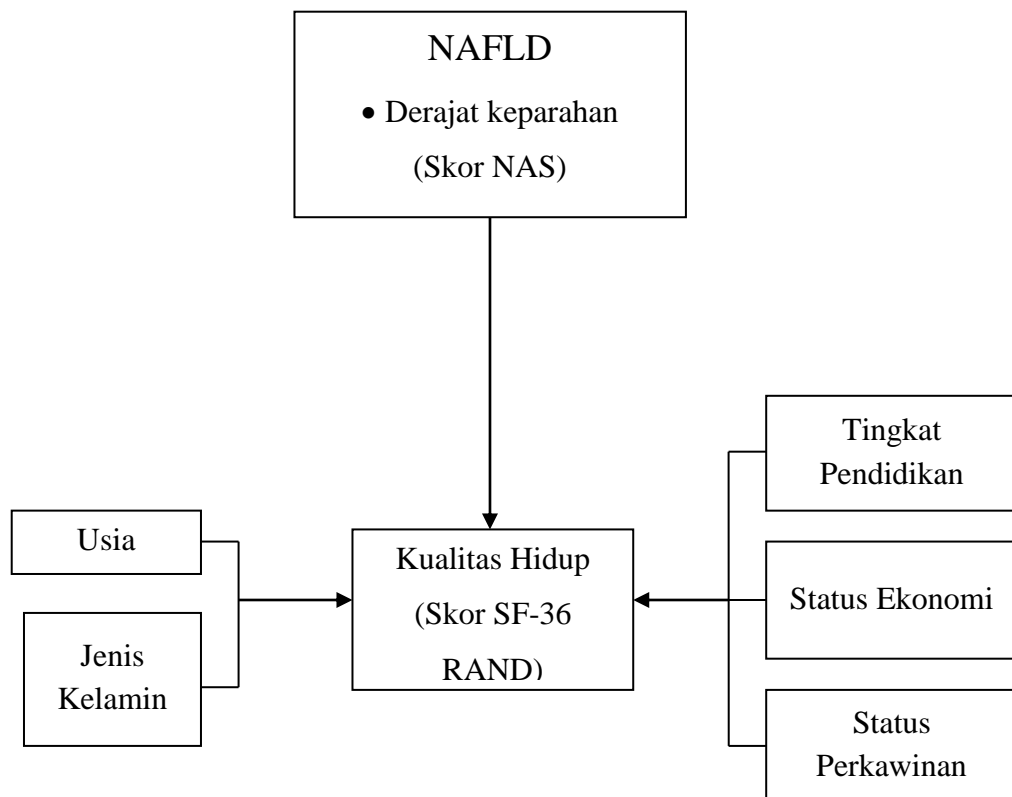 NAFLD
• Derajat keparahan
(Skor NAS)
Tingkat
Pendidikan
Usia
Kualitas Hidup
(Skor SF-36
RAND)
Status Ekonomi
Jenis
Kelamin
Status
Perkawinan